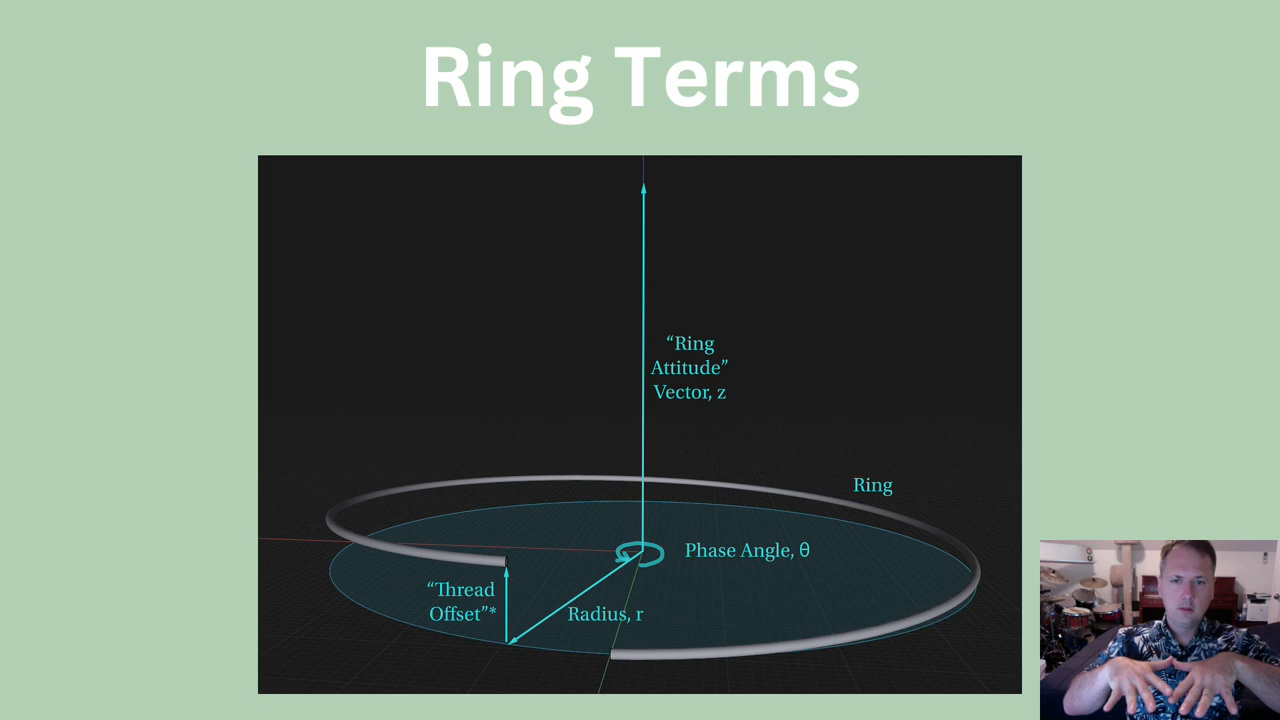 Ring Terms
“Ring
Attitude”
Vector, z
Ring
Phase Angle, θ
“Thread
Offset”*
Radius, r